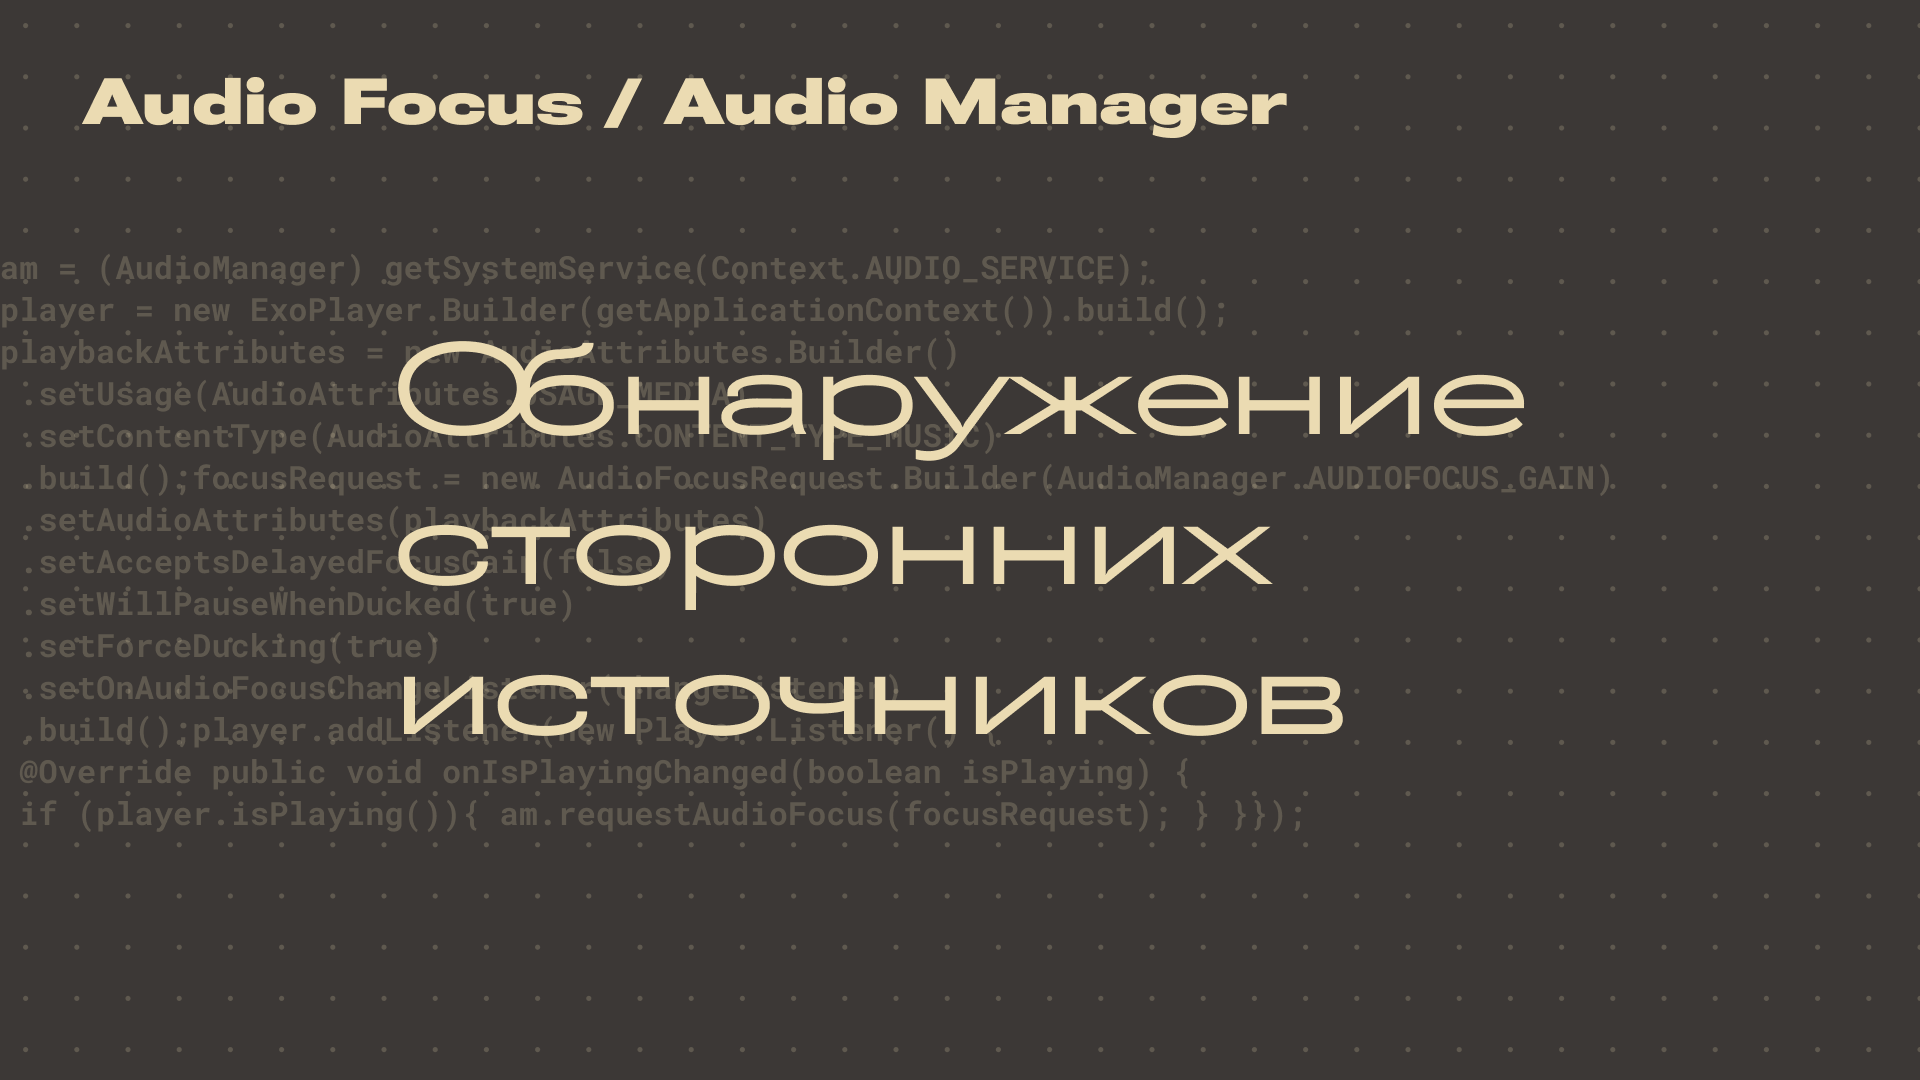 Audio Focus / Audio Manager
am = (AudioManager) getSystemService(Context.AUDIO_SERVICE);
player = new ExoPlayer.Builder(getApplicationContext()).build();
playbackAttributes = new AudioAttributes.Builder()
.setUsage(AudioAttributes.USAGE_MEDIA)
.setContentType(AudioAttributes.CONTENT_TYPE_MUSIC)
.build();focusRequest = new AudioFocusRequest.Builder(AudioManager.AUDIOFOCUS_GAIN)
.setAudioAttributes(playbackAttributes)
.setAcceptsDelayedFocusGain(false)
.setWillPauseWhenDucked(true)
.setForceDucking(true)
.setOnAudioFocusChangeListener(changeListener)
.build();player.addListener(new Player.Listener() {
@Override public void onIsPlayingChanged(boolean isPlaying) {
if (player.isPlaying()){ am.requestAudioFocus(focusRequest); } }});
Обнаружение
сторонних
источников